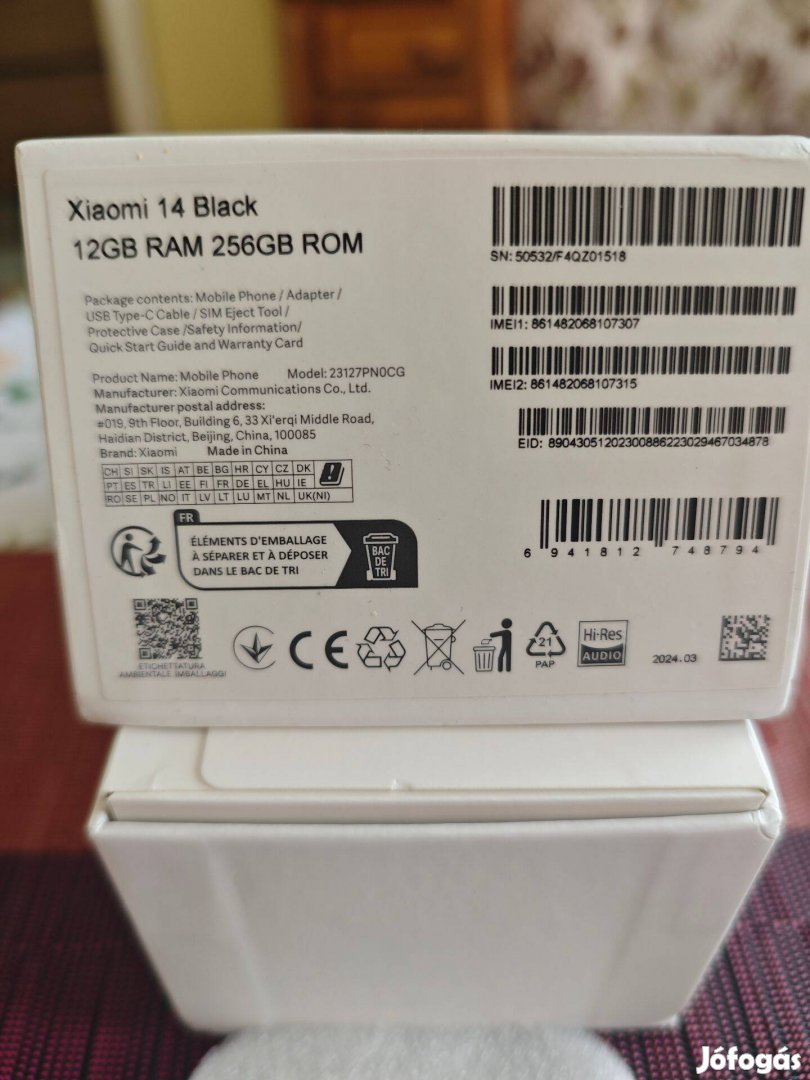 Xiaomi 14 Black
12GB RAM 256GB ROM
Package contents: Mobile Phone / Adapter /
USB Type-C Cable / SIM Eject Tool /
Protective Case /Safety Information/
Quick Start Guide and Warranty Card
Product Name: Mobile Phone Model: 23127PN0CG
Manufacturer: Xiaomi Communications Co., Ltd.
Manufacturer postal address:
#019, 9th Floor, Building 6, 33 Xi'erqi Middle Road,
Haidian District, Beijing, China, 100085
Brand: Xiaomi Made in China
CH SI SK IS AT BE BG HR CY CZ DK
PT ES TR LI EE FI FR DE EL HU IE
RO SE PL NO IT LV LT LU MT NL UK(NI)
SN: 50532/F4QZ01518
IMEI1: 861482068107307
IMEI2: 861482068107315
EID: 89043051202300886223029467034878
6 941812 748794
FR
ÉLÉMENTS D'EMBALLAGE
À SÉPARER ET À DÉPOSER
DANS LE BAC DE TRI
BAC
DE
TRI
ETICHETTATURA
AMBIENTALE IMBALLAGGI
CE
21
PAP
Hi-Res
AUDIO
2024.03
Jófogás